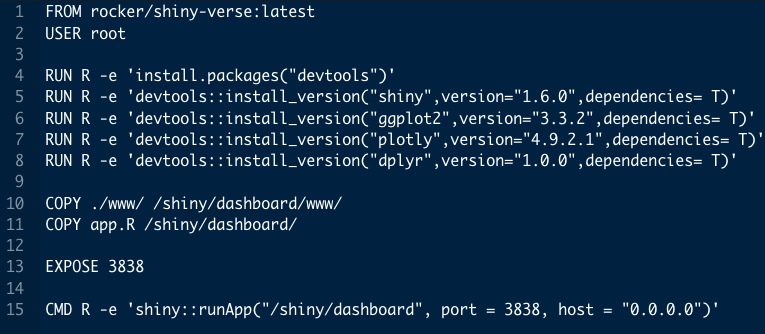 1 FROM rocker/shiny-verse:latest
2 USER root
3
4 RUN R -e 'install.packages("devtools")'
5 RUN R -e 'devtools::install_version("shiny",version="1.6.0",dependencies= T)'
6 RUN R -e 'devtools::install_version("ggplot2",version="3.3.2",dependencies= T)'
7 RUN R -e 'devtools::install_version("plotly",version="4.9.2.1",dependencies= T)'
8 RUN R -e 'devtools::install_version("dplyr",version="1.0.0",dependencies= T)'
9
10 COPY ./www/ /shiny/dashboard/www/
11 COPY app.R /shiny/dashboard/
12
13 EXPOSE 3838
14
15 CMD R -e 'shiny::runApp("/shiny/dashboard", port = 3838, host = "0.0.0.0")'